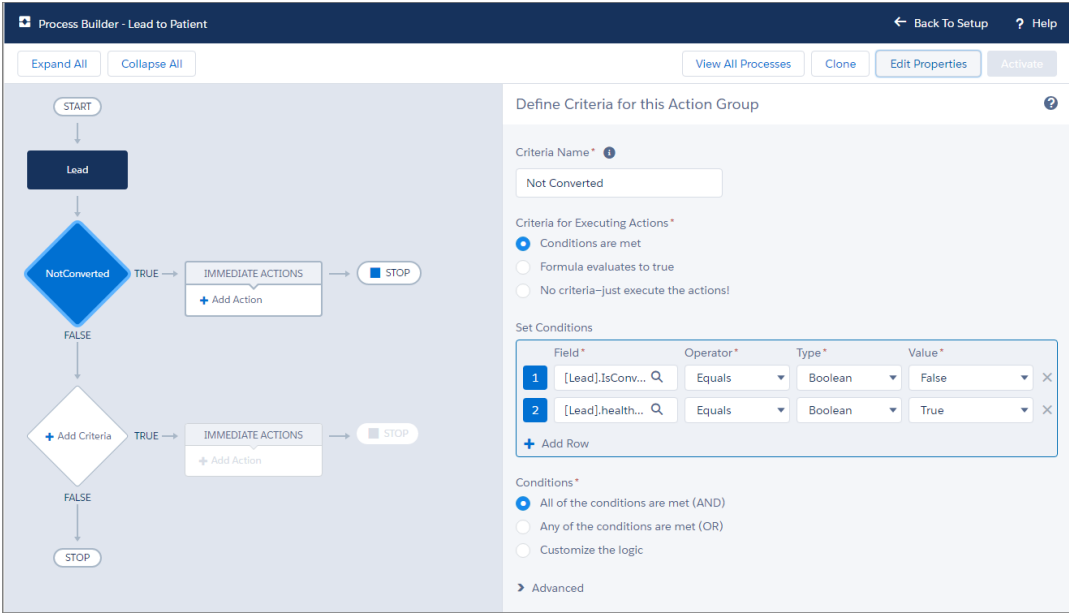 Process Builder - Lead to Patient
Back To Setup
? Help
Expand All
Collapse All
View All Processes
Clone
Edit Properties
Activate
START
Lead
NotConverted
TRUE
IMMEDIATE ACTIONS
+ Add Action
STOP
FALSE
+ Add Criteria
TRUE
IMMEDIATE ACTIONS
+ Add Action
STOP
FALSE
STOP
Define Criteria for this Action Group
?
Criteria Name*
i
Not Converted
Criteria for Executing Actions*
Conditions are met
Formula evaluates to true
No criteria—just execute the actions!
Set Conditions
Field* Operator* Type* Value*
1 [Lead].IsConv... Equals Boolean False
2 [Lead].health... Equals Boolean True
+ Add Row
Conditions*
All of the conditions are met (AND)
Any of the conditions are met (OR)
Customize the logic
Advanced